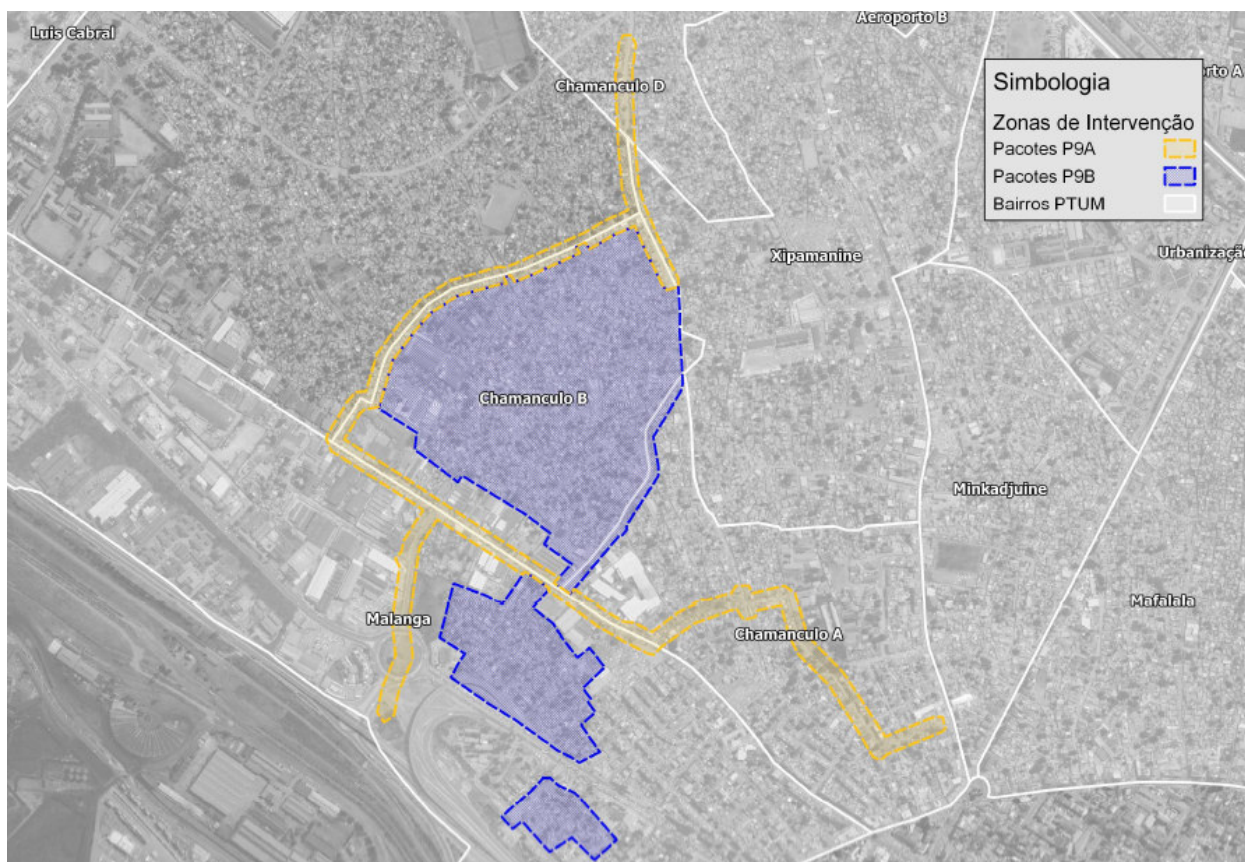 Aeroporto B
Luis Cabral
Chamanculo D
orto A
Simbologia
Zonas de Intervenção
Pacotes P9A
Pacotes P9B
Bairros PTUM
Xipamanine
Urbanização
Chamanculo B
Minkadjuine
Malanga
Chamanculo A
Mafalala